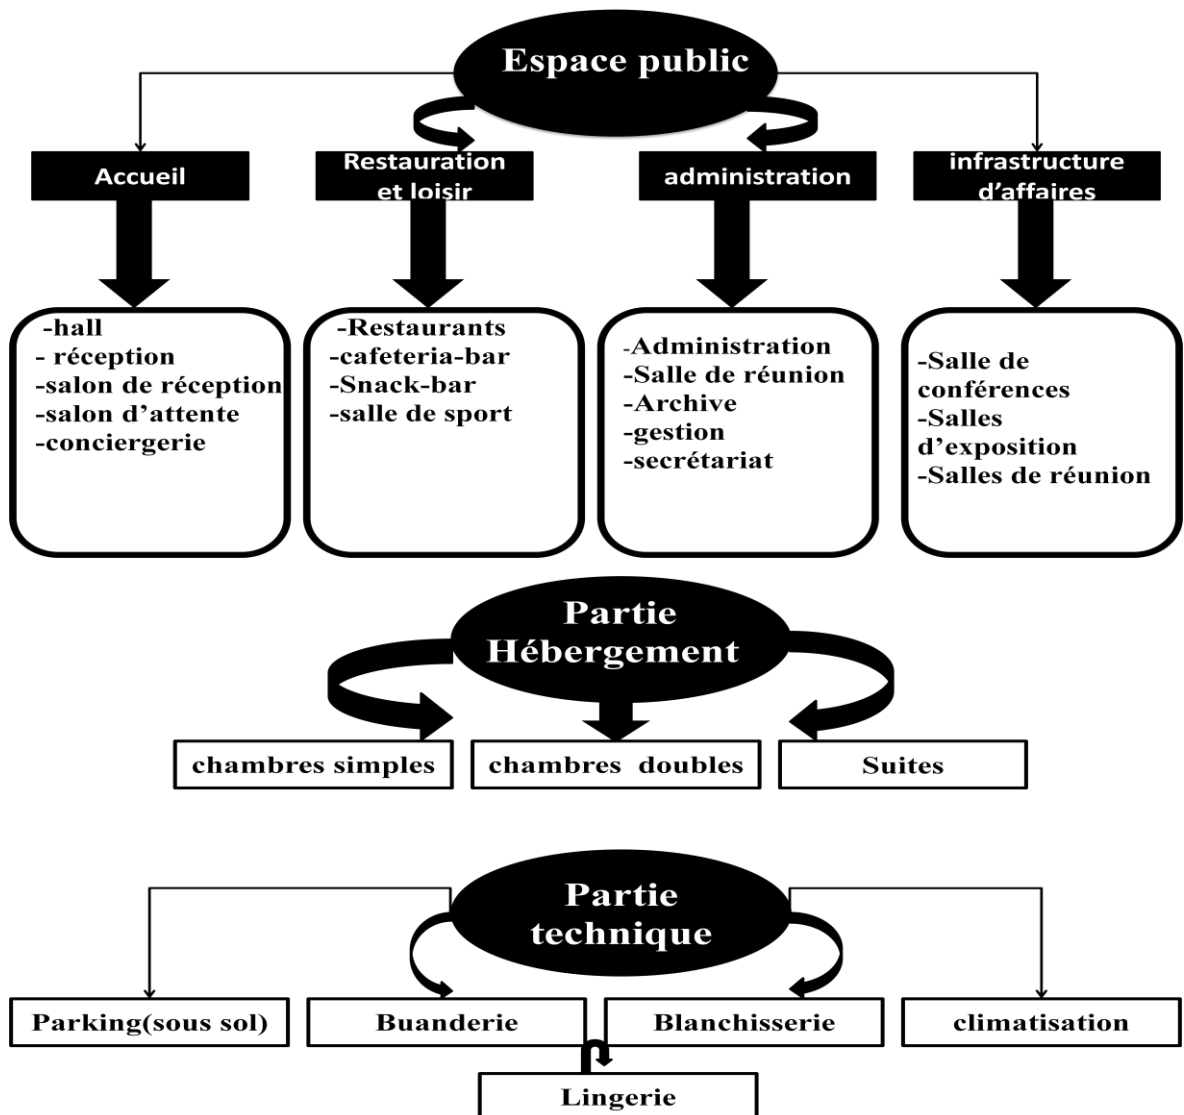 Espace public
Accueil
Restauration
et loisir
administration
infrastructure
d'affaires
-hall
- réception
-salon de réception
-salon d'attente
-conciergerie
-Restaurants
-cafeteria-bar
-Snack-bar
-salle de sport
-Administration
-Salle de réunion
-Archive
-gestion
-secrétariat
-Salle de
conférences
-Salles
d'exposition
-Salles de réunion
Partie
Hébergement
chambres simples
chambres doubles
Suites
Partie
technique
Parking(sous sol)
Buanderie
Blanchisserie
climatisation
Lingerie